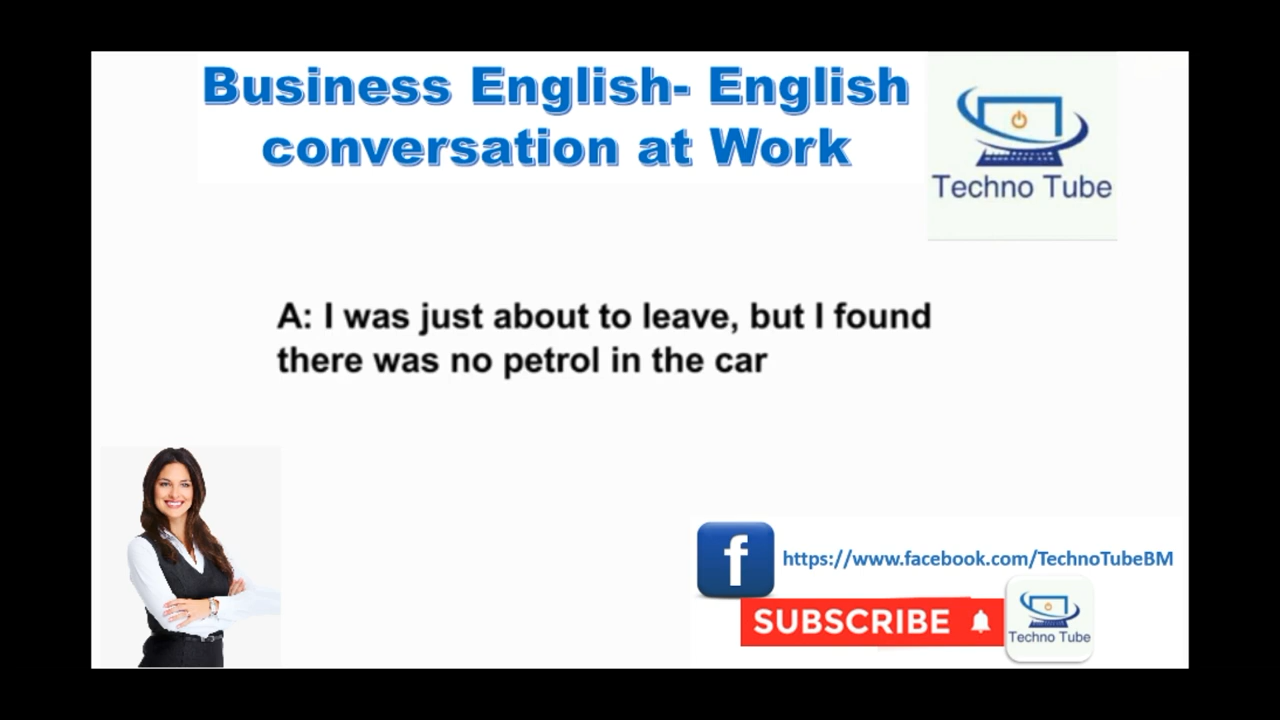 Business English- English
conversation at Work
Techno Tube
A: I was just about to leave, but I found
there was no petrol in the car
f
https://www.facebook.com/TechnoTubeBM
SUBSCRIBE
Techno Tube